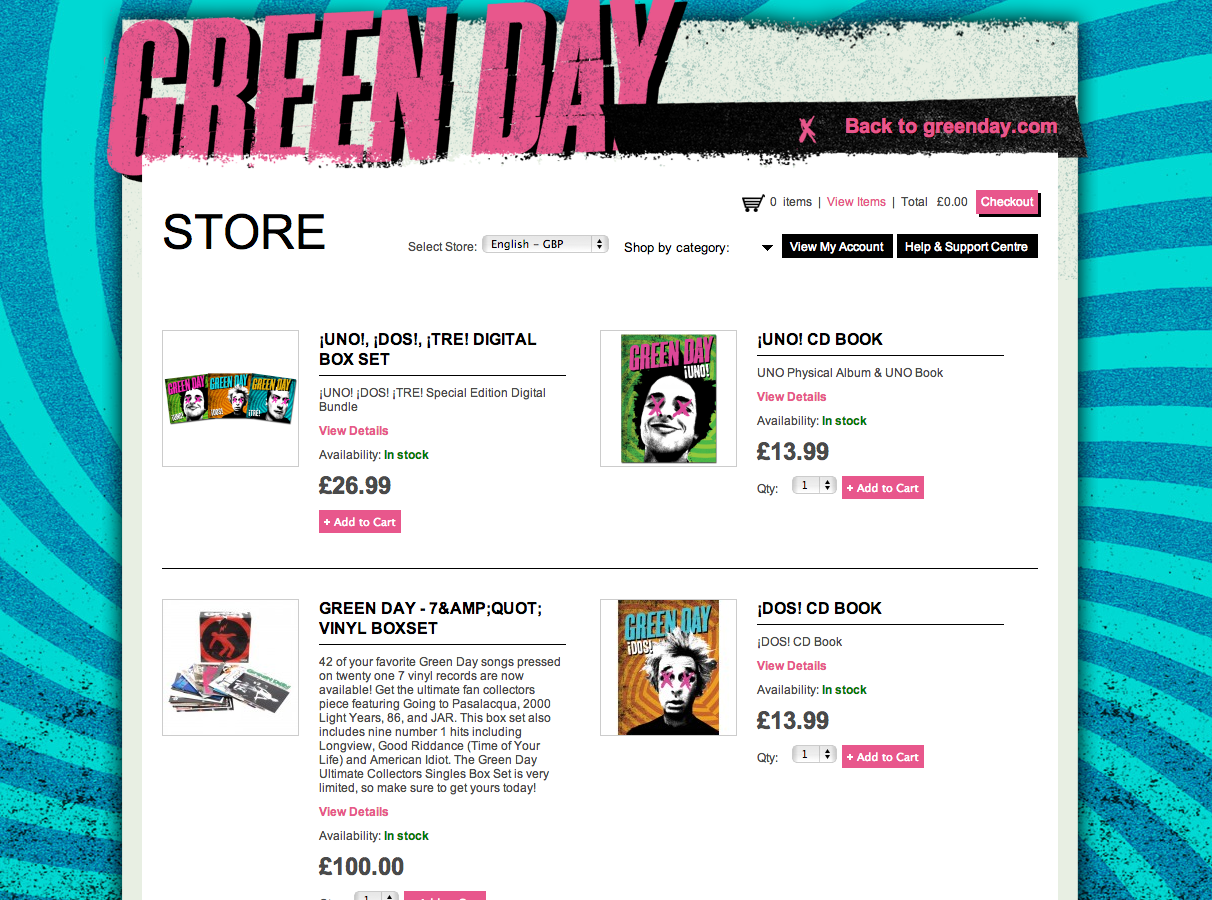 GREEN DAY
X Back to greenday.com
0 items | View Items | Total £0.00 Checkout
STORE
Select Store: English – GBP
Shop by category:
View My Account
Help & Support Centre
¡UNO!, ¡DOS!, ¡TRE! DIGITAL
BOX SET
¡UNO! ¡DOS! ¡TRE! Special Edition Digital
Bundle
View Details
Availability: In stock
£26.99
+ Add to Cart
GREEN DAY
¡UNO!
GREEN DAY
¡DOS!
GREEN DAY
¡TRE!
GREEN DAY
¡UNO!
¡UNO! CD BOOK
UNO Physical Album & UNO Book
View Details
Availability: In stock
£13.99
Qty: 1 + Add to Cart
GREEN DAY - 7&AMP;QUOT;
VINYL BOXSET
42 of your favorite Green Day songs pressed
on twenty one 7 vinyl records are now
available! Get the ultimate fan collectors
piece featuring Going to Pasalacqua, 2000
Light Years, 86, and JAR. This box set also
includes nine number 1 hits including
Longview, Good Riddance (Time of Your
Life) and American Idiot. The Green Day
Ultimate Collectors Singles Box Set is very
limited, so make sure to get yours today!
View Details
Availability: In stock
£100.00
1
GREEN DAY
¡DOS!
¡DOS! CD BOOK
¡DOS! CD Book
View Details
Availability: In stock
£13.99
Qty: 1 + Add to Cart